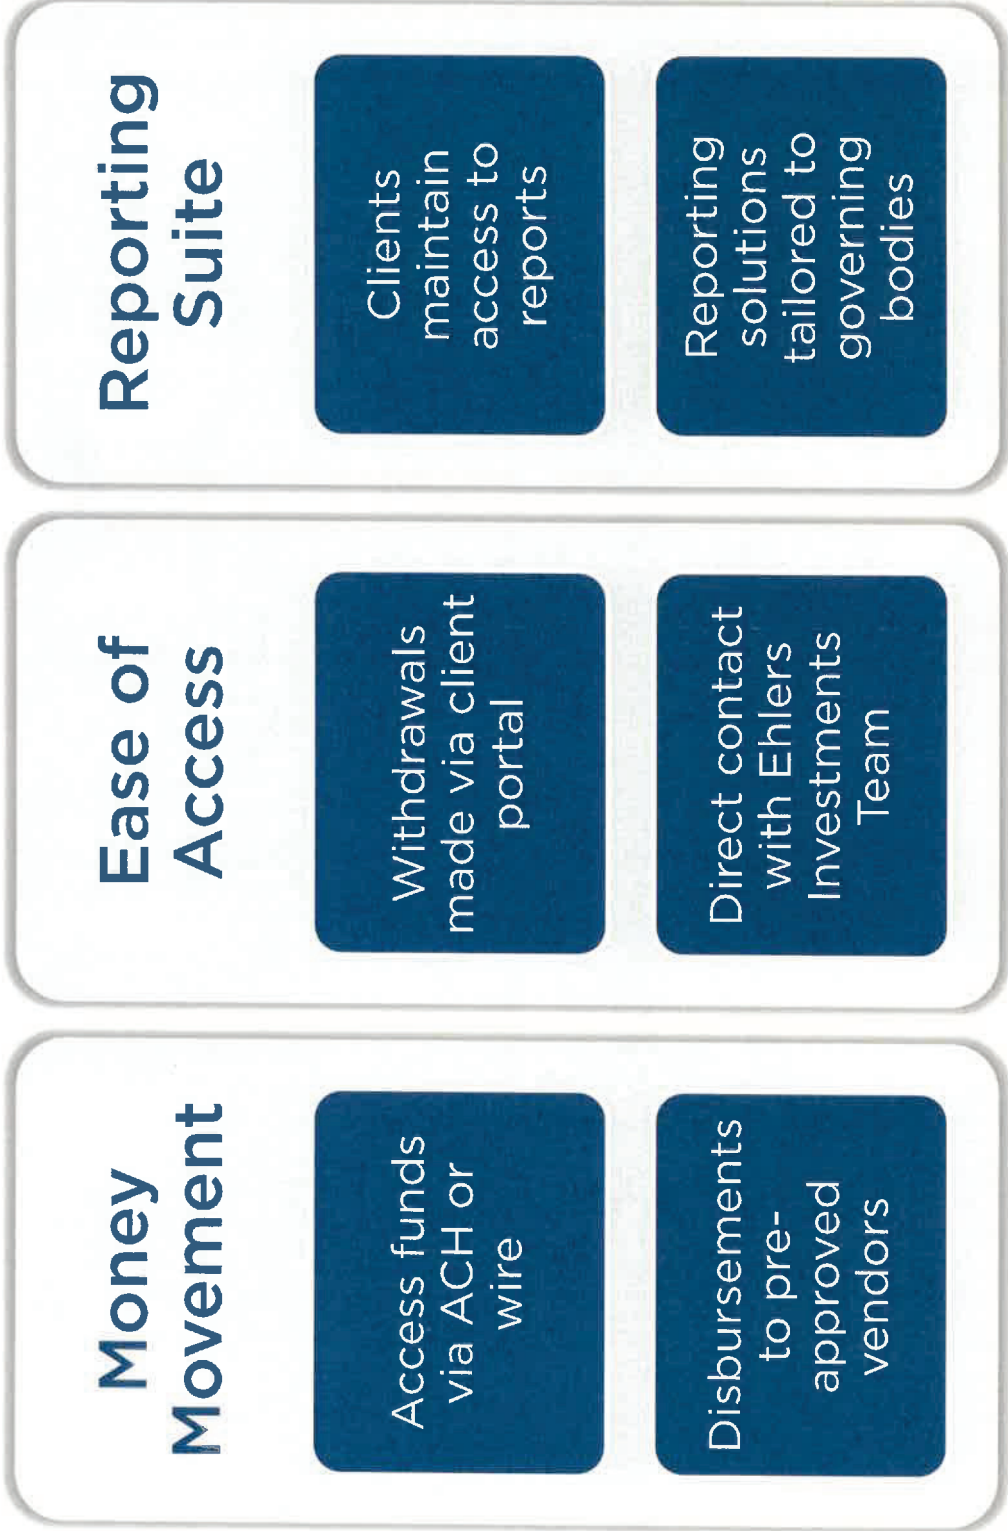 Money
Movement
Access funds
via ACH or
wire
Disbursements
to pre-
approved
vendors
Ease of
Access
Withdrawals
made via client
portal
Direct contact
with Ehlers
Investments
Team
Reporting
Suite
Clients
maintain
access to
reports
Reporting
solutions
tailored to
governing
bodies